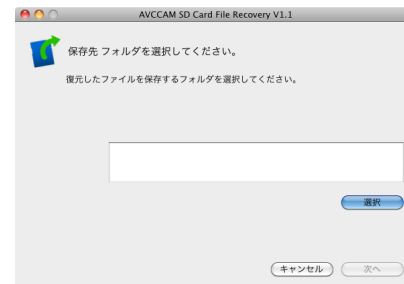 AVCCAM SD Card File Recovery V1.1
保存先 フォルダを選択してください。
復元したファイルを保存するフォルダを選択してください。
選択
キャンセル 次へ